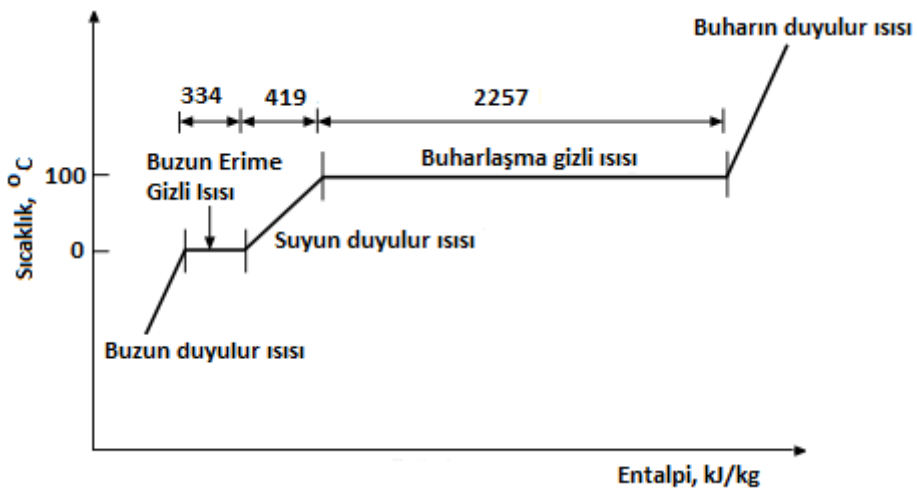 Buharın duyulur ısısı
334
419
2257
Buzun Erime
Gizli Isısı
Buharlaşma gizli ısısı
Sıcaklık, °C
100
0
Suyun duyulur ısısı
Buzun duyulur ısısı
Entalpi, kJ/kg